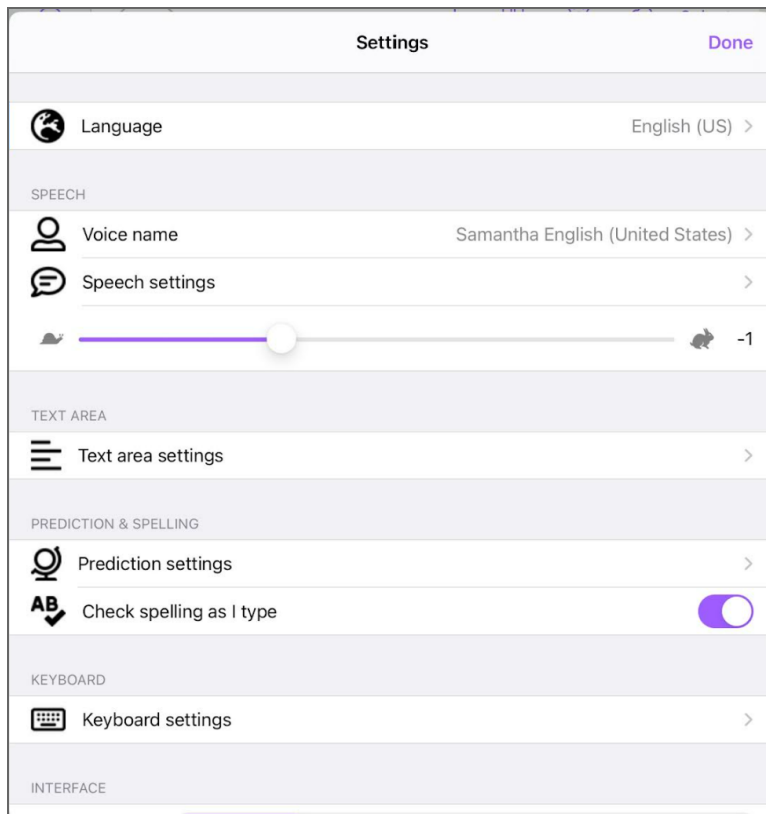 Settings
Done
Language
English (US)
SPEECH
Voice name
Samantha English (United States)
Speech settings
-1
TEXT AREA
Text area settings
PREDICTION & SPELLING
Prediction settings
AB
Check spelling as I type
KEYBOARD
Keyboard settings
INTERFACE